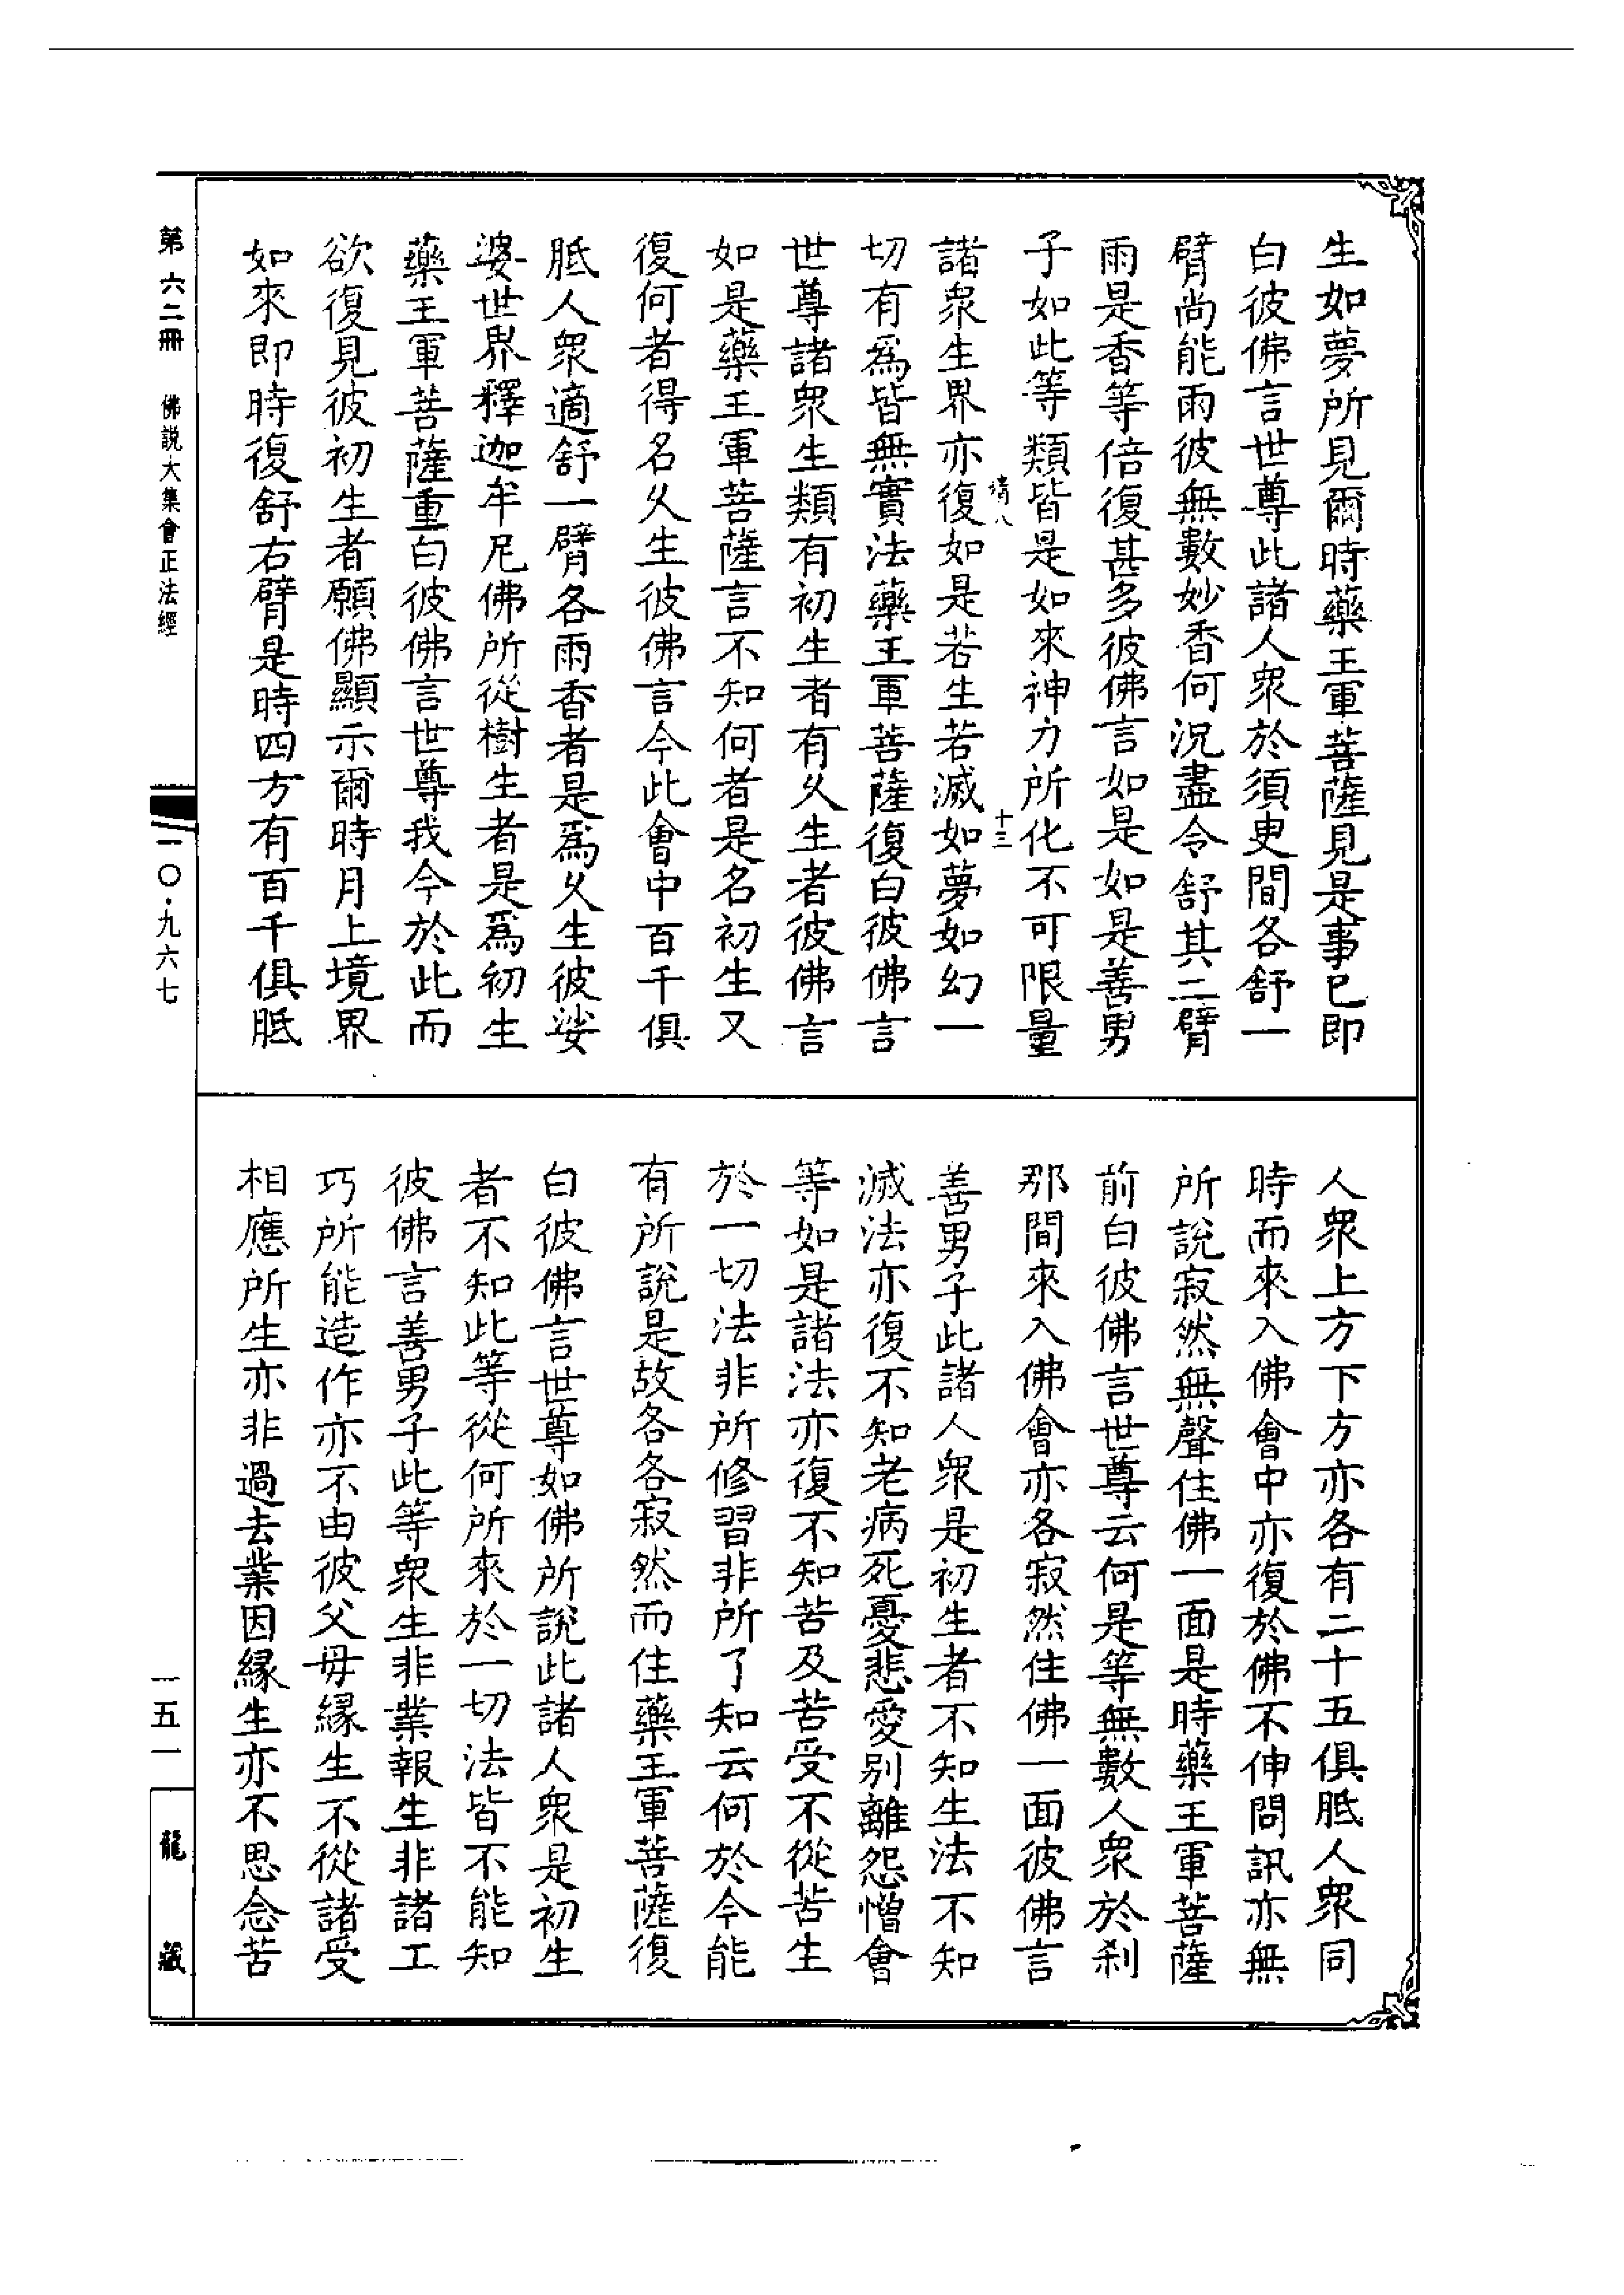 生如夢所見爾時藥王軍菩薩見是事已即
白彼佛言世尊此諸人衆於須臾間各舒一
臂尚能雨彼無數妙香何況盡令舒其二臂
雨是香等倍復甚多彼佛言如是如是善男
子如此等類皆是如來神力所化不可限量
靖八 十三
諸衆生界亦復如是若生若滅如夢如幻一
切有爲皆無實法藥王軍菩薩復白彼佛言
世尊諸衆生類有初生者有久生者彼佛言
如是藥王軍菩薩言不知何者是名初生又
復何者得名久生彼佛言今此會中百千俱
胝人衆適舒一臂各雨香者是爲久生彼娑
婆世界釋迦牟尼佛所從樹生者是爲初生
藥王軍菩薩重白彼佛言世尊我今於此而
欲復見彼初生者願佛顯示爾時月上境界
如來即時復舒右臂是時四方有百千俱胝
人衆上方下方亦各有二十五俱胝人衆同
時而來入佛會中亦復於佛不伸問訊亦無
所說寂然無聲住佛一面是時藥王軍菩薩
前白彼佛言世尊云何是等無數人衆於剎
那間來入佛會亦各寂然住佛一面彼佛言
善男子此諸人衆是初生者不知生法不知
滅法亦復不知老病死憂悲愛别離怨憎會
等如是諸法亦復不知苦及苦受不從苦生
於一切法非所修習非所了知云何於今能
有所說是故各各寂然而住藥王軍菩薩復
白彼佛言世尊如佛所說此諸人衆是初生
者不知此等從何所來於一切法皆不能知
彼佛言善男子此等衆生非業報生非諸工
巧所能造作亦不由彼父母緣生不從諸受
相應所生亦非過去業因緣生亦不思念苦
第六二冊 佛説大集會正法經
一〇·九六七
一五一
龍藏